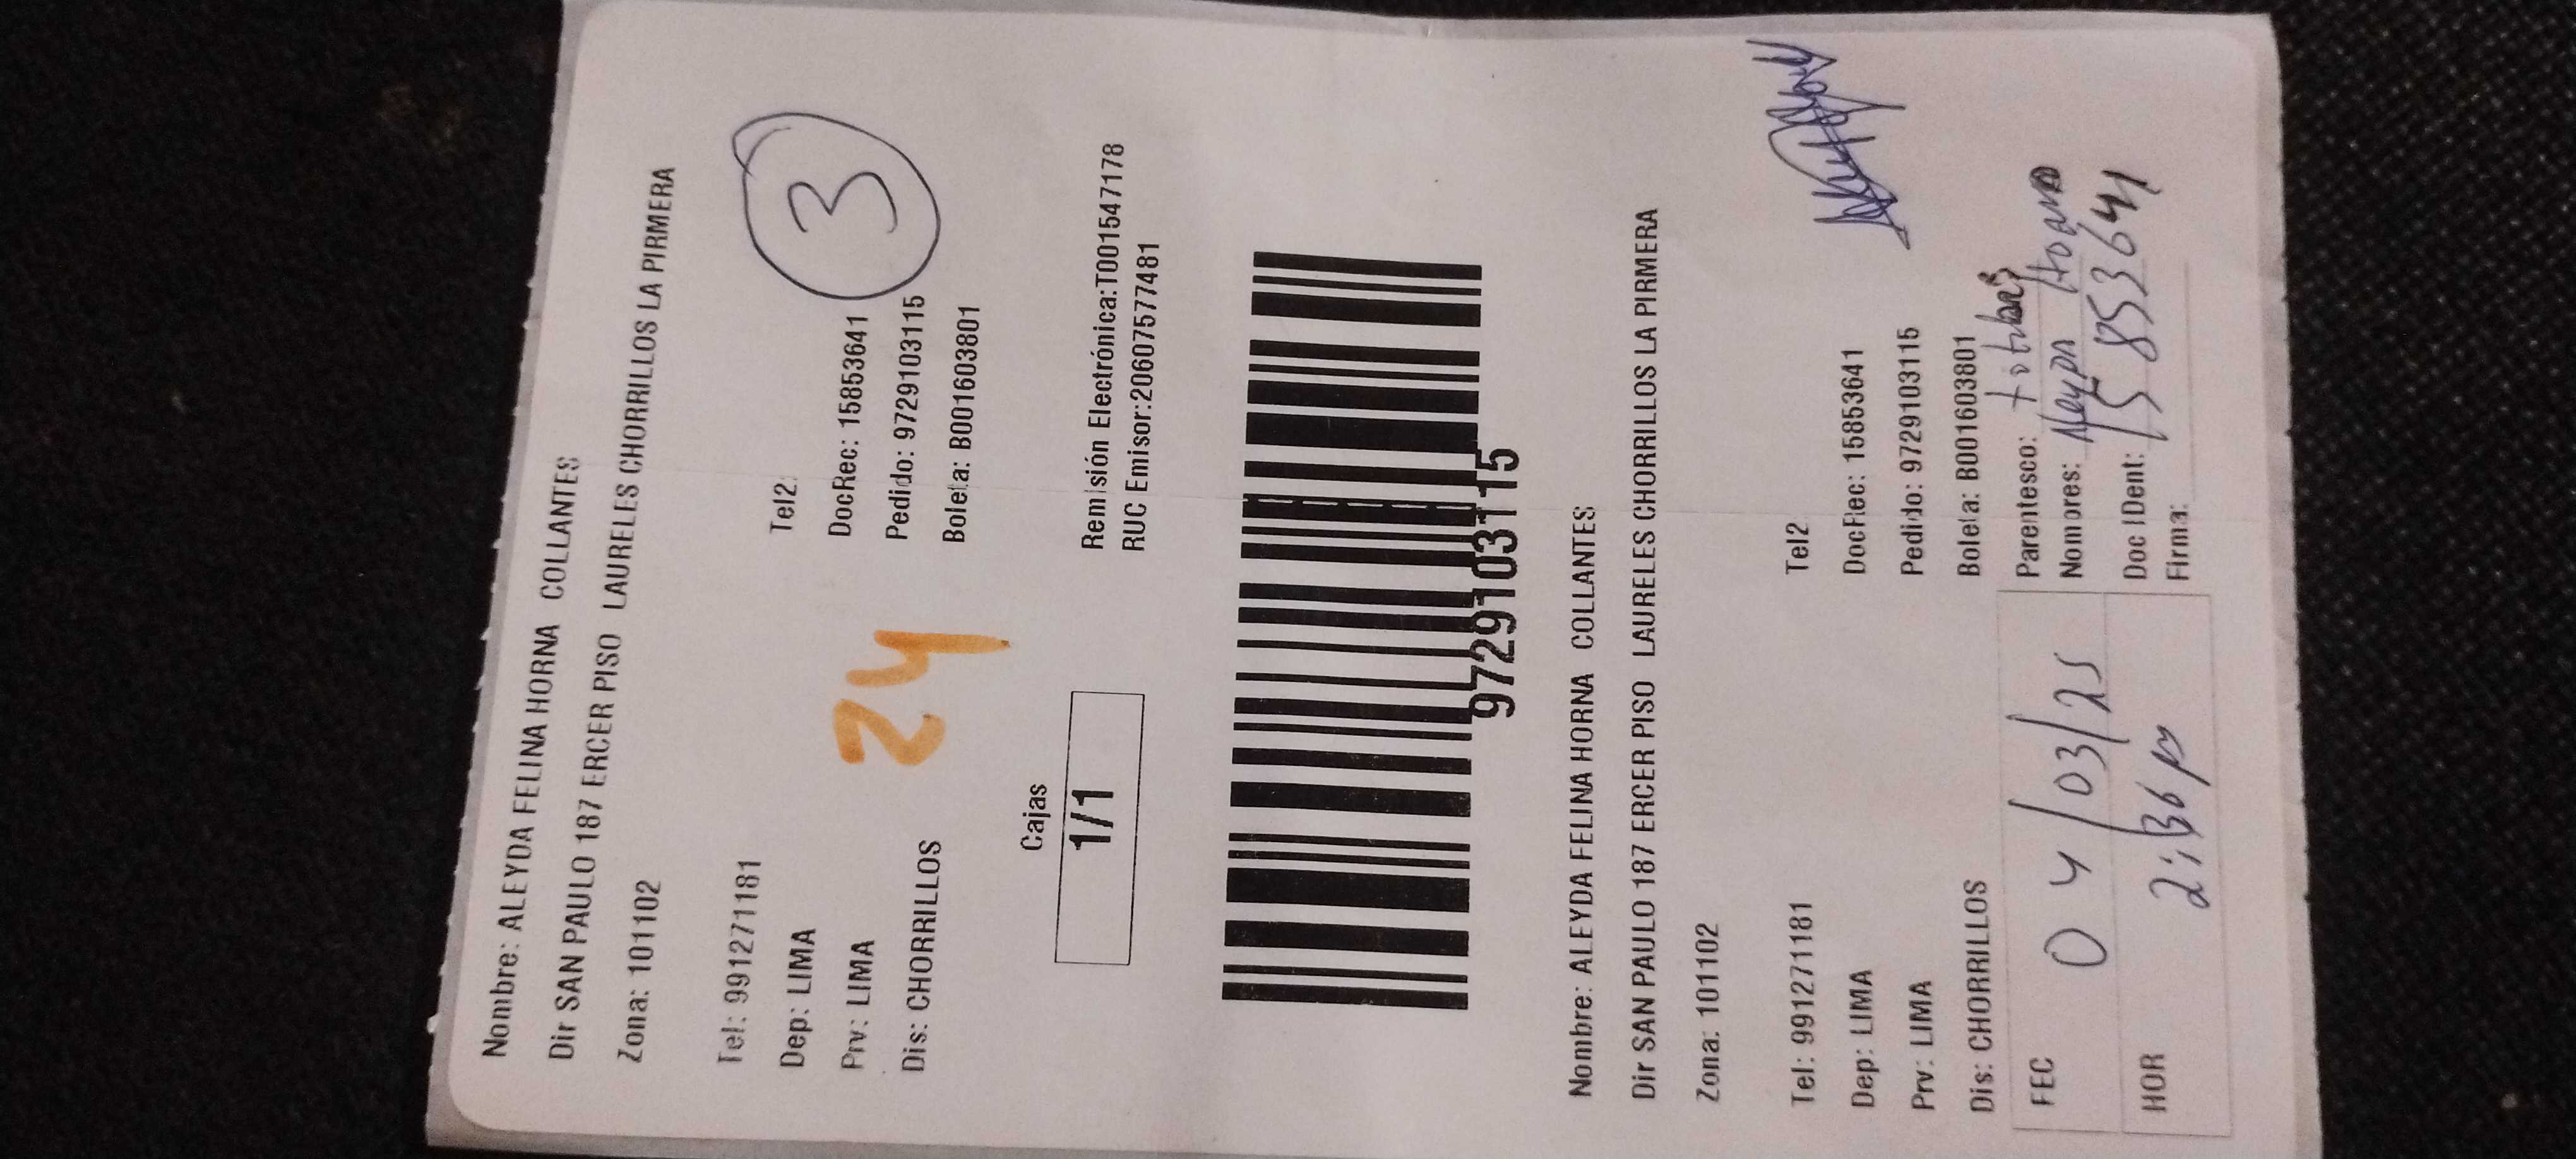 Nombre: ALEYDA FELINA HORNA COLLANTES
Dir SAN PAULO 187 ERCER PISO LAURELES CHORRILLOS LA PIRMERA
Zona: 101102
Tel: 991271181 Tel2:
Dep: LIMA DocRec: 15853641
Prv: LIMA Pedido: 9729103115
Dis: CHORRILLOS Boleta: B001603801
3
24
Cajas
1/1
Remisión Electrónica:T001547178
RUC Emisor:20607577481
9729103115
Nombre: ALEYDA FELINA HORNA COLLANTES
Dir SAN PAULO 187 ERCER PISO LAURELES CHORRILLOS LA PIRMERA
Zona: 101102
Tel: 991271181 Tel2
Dep: LIMA DocRec: 15853641
Prv: LIMA Pedido: 9729103115
Dis: CHORRILLOS Boleta: B001603801
FEC 04/03/25
HOR 2:36 pm
Parentesco:
Nombres:
Doc IDent: 15853641
Firma: